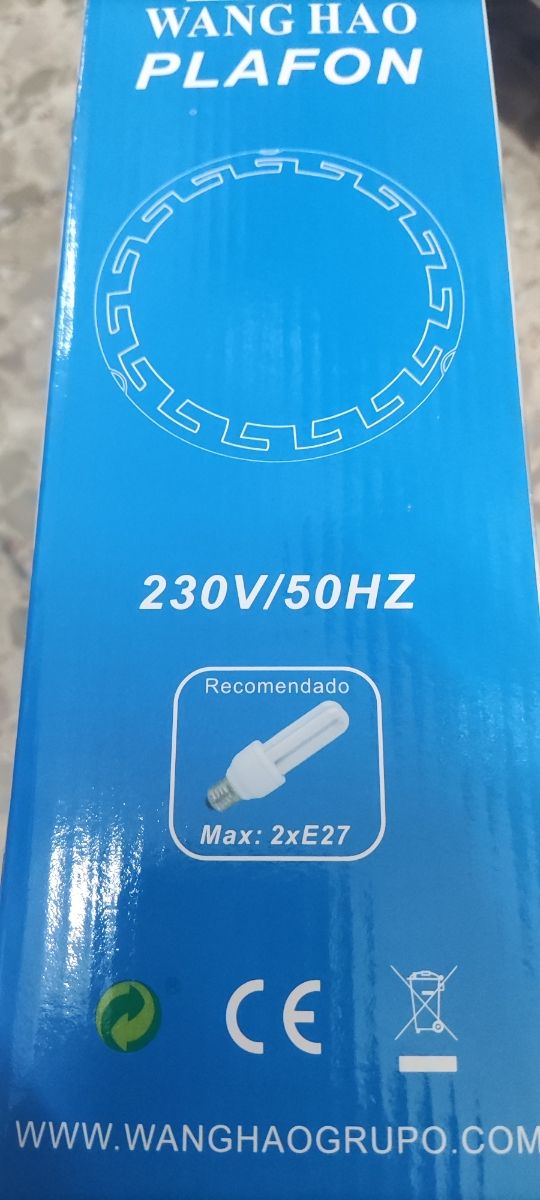 WANG HAO
PLAFON
230V/50HZ
Recomendado
Max: 2xE27
CE
WWW.WANGHAOGRUPO.COM